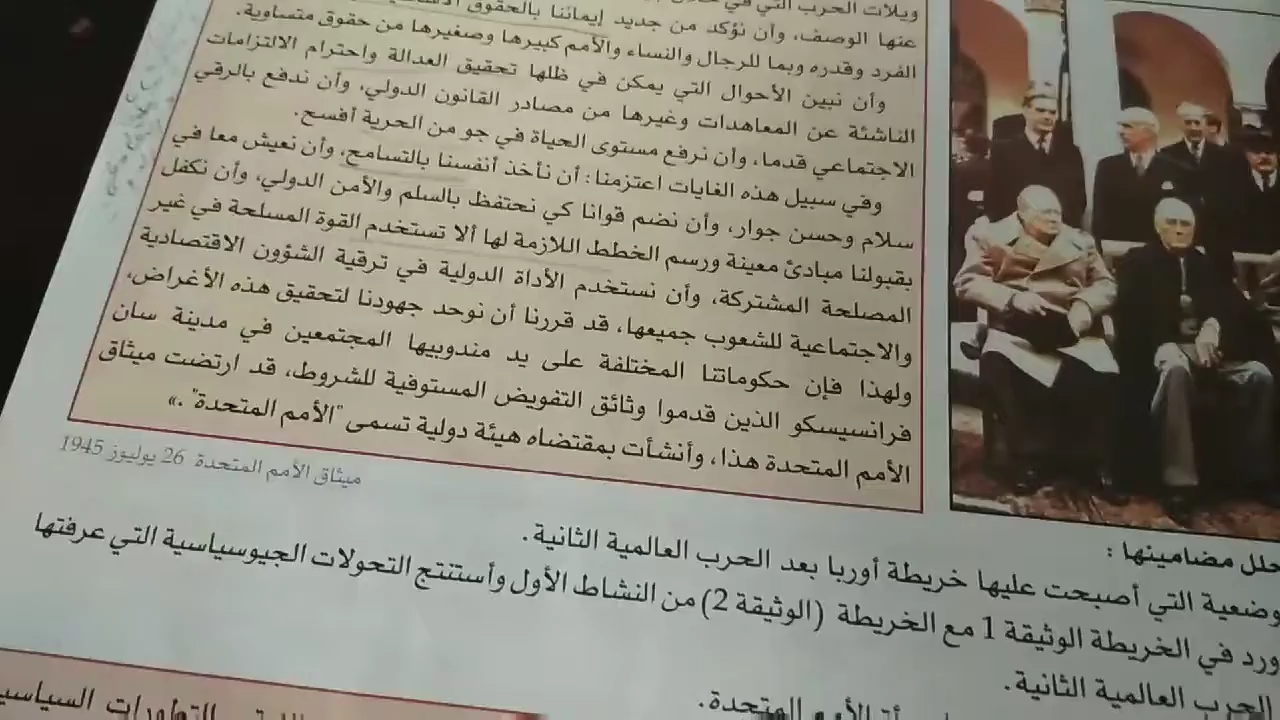 ويلات الحرب التي في
عنها الوصف، وأن نؤكد من جديد إيماننا بالحقوق
الفرد وقدره وبما للرجال والنساء والأمم كبيرها وصغيرها من حقوق متساوية.
وأن نبين الأحوال التي يمكن في ظلها تحقيق العدالة واحترام الالتزامات
الناشئة عن المعاهدات وغيرها من مصادر القانون الدولي، وأن ندفع بالرقي
الاجتماعي قدما، وأن نرفع مستوى الحياة في جو من الحرية أفسح.
وفي سبيل هذه الغايات اعتزمنا: أن نأخذ أنفسنا بالتسامح، وأن نعيش معا في
سلام وحسن جوار، وأن نضم قوانا كي نحتفظ بالسلم والأمن الدولي، وأن نكفل
بقبولنا مبادئ معينة ورسم الخطط اللازمة لها ألا تستخدم القوة المسلحة في غير
المصلحة المشتركة، وأن نستخدم الأداة الدولية في ترقية الشؤون الاقتصادية
والاجتماعية للشعوب جميعها، قد قررنا أن نوحد جهودنا لتحقيق هذه الأغراض،
ولهذا فإن حكوماتنا المختلفة على يد مندوبيها المجتمعين في مدينة سان
فرانسيسكو الذين قدموا وثائق التفويض المستوفية للشروط، قد ارتضت ميثاق
الأمم المتحدة هذا، وأنشأت بمقتضاه هيئة دولية تسمى "الأمم المتحدة".»
ميثاق الأمم المتحدة 26 يوليوز 1945
حلل مضامينها :
وضعية التي أصبحت عليها خريطة أوربا بعد الحرب العالمية الثانية.
ورد في الخريطة الوثيقة 1 مع الخريطة (الوثيقة 2) من النشاط الأول وأستنتج التحولات الجيوسياسية التي عرفتها
الحرب العالمية الثانية.
الأمم المتحدة.
التطورات السياسي